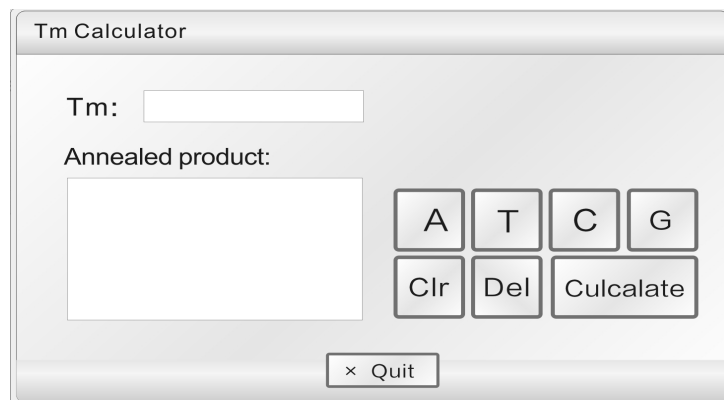 Tm Calculator
Tm:
Annealed product:
A T C G
Clr Del Culcalate
× Quit